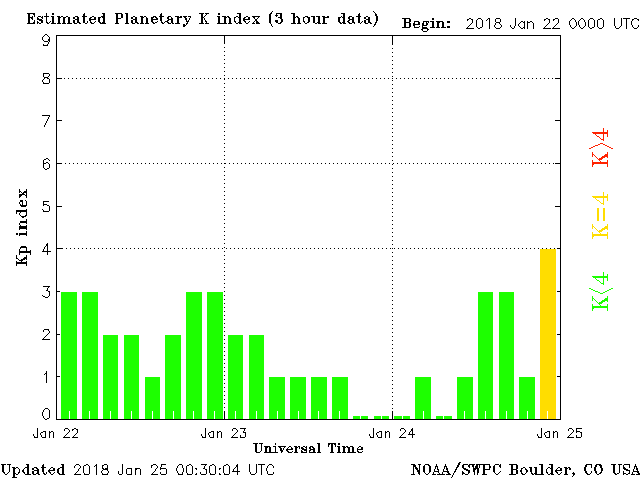 Estimated Planetary K index (3 hour data) Begin: 2018 Jan 22 0000 UTC
9
8
7
6
5
4
3
2
1
0
Kp index
K>4
K=4
K<4
Jan 22 Jan 23 Jan 24 Jan 25
Universal Time
Updated 2018 Jan 25 00:30:04 UTC NOAA/SWPC Boulder, CO USA